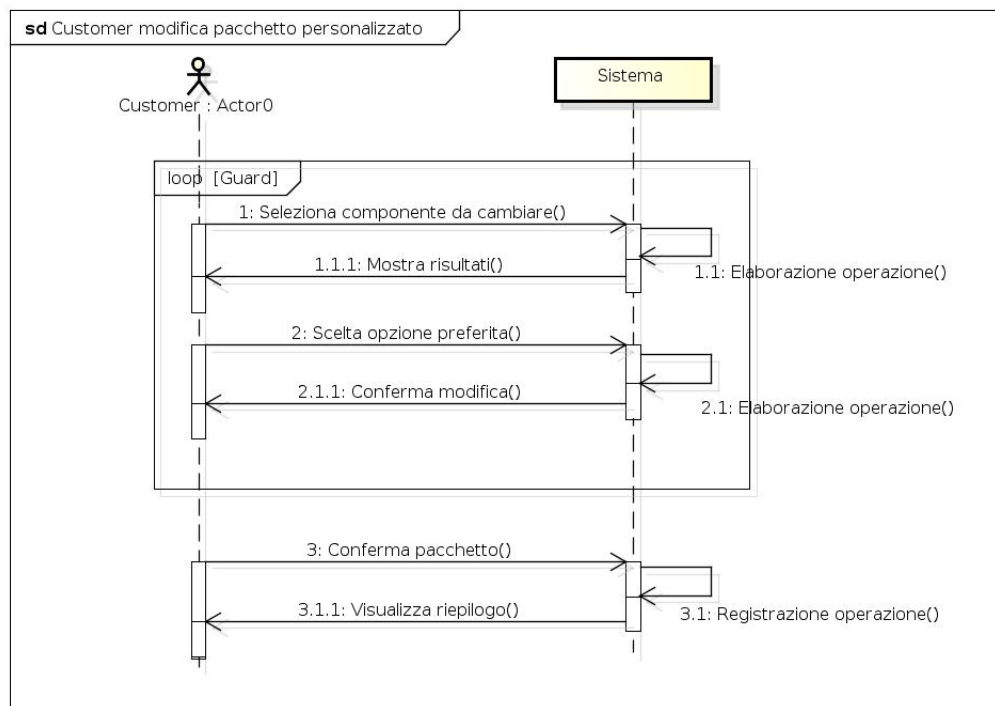 sd Customer modifica pacchetto personalizzato
Customer : Actor0
Sistema
loop [Guard]
1: Seleziona componente da cambiare()
1.1.1: Mostra risultati()
1.1: Elaborazione operazione()
2: Scelta opzione preferita()
2.1.1: Conferma modifica()
2.1: Elaborazione operazione()
3: Conferma pacchetto()
3.1.1: Visualizza riepilogo()
3.1: Registrazione operazione()